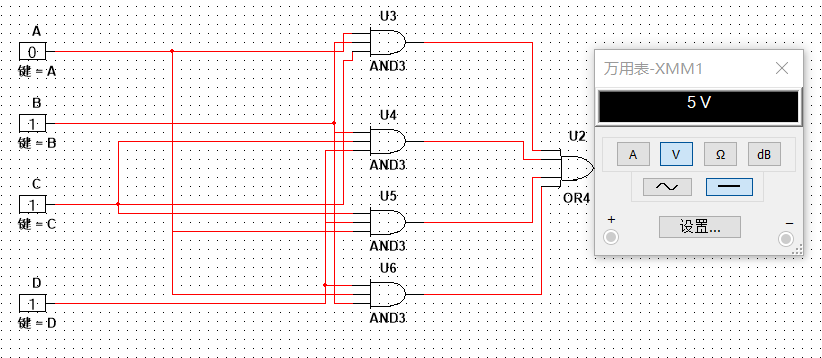 A
0
键 = A
B
1
键 = B
C
1
键 = C
D
1
键 = D
U3
AND3
U4
AND3
U5
AND3
U6
AND3
U2
OR4
万用表-XMM1
5 V
A
V
Ω
dB
+
设置...
−